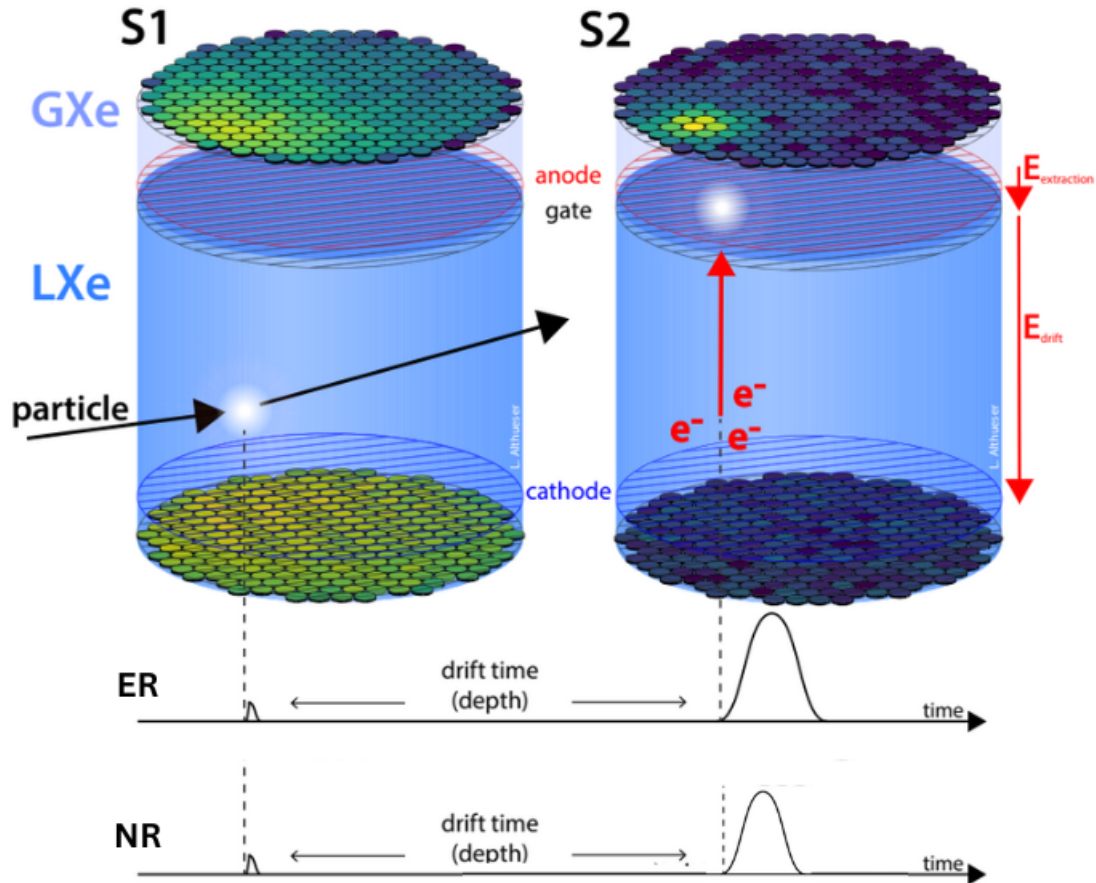 S1
S2
GXe
anode
gate
E extraction
LXe
E drift
particle
e⁻
e⁻
e⁻
L. Althueser
L. Althueser
cathode
ER
drift time
(depth)
time
NR
drift time
(depth)
time